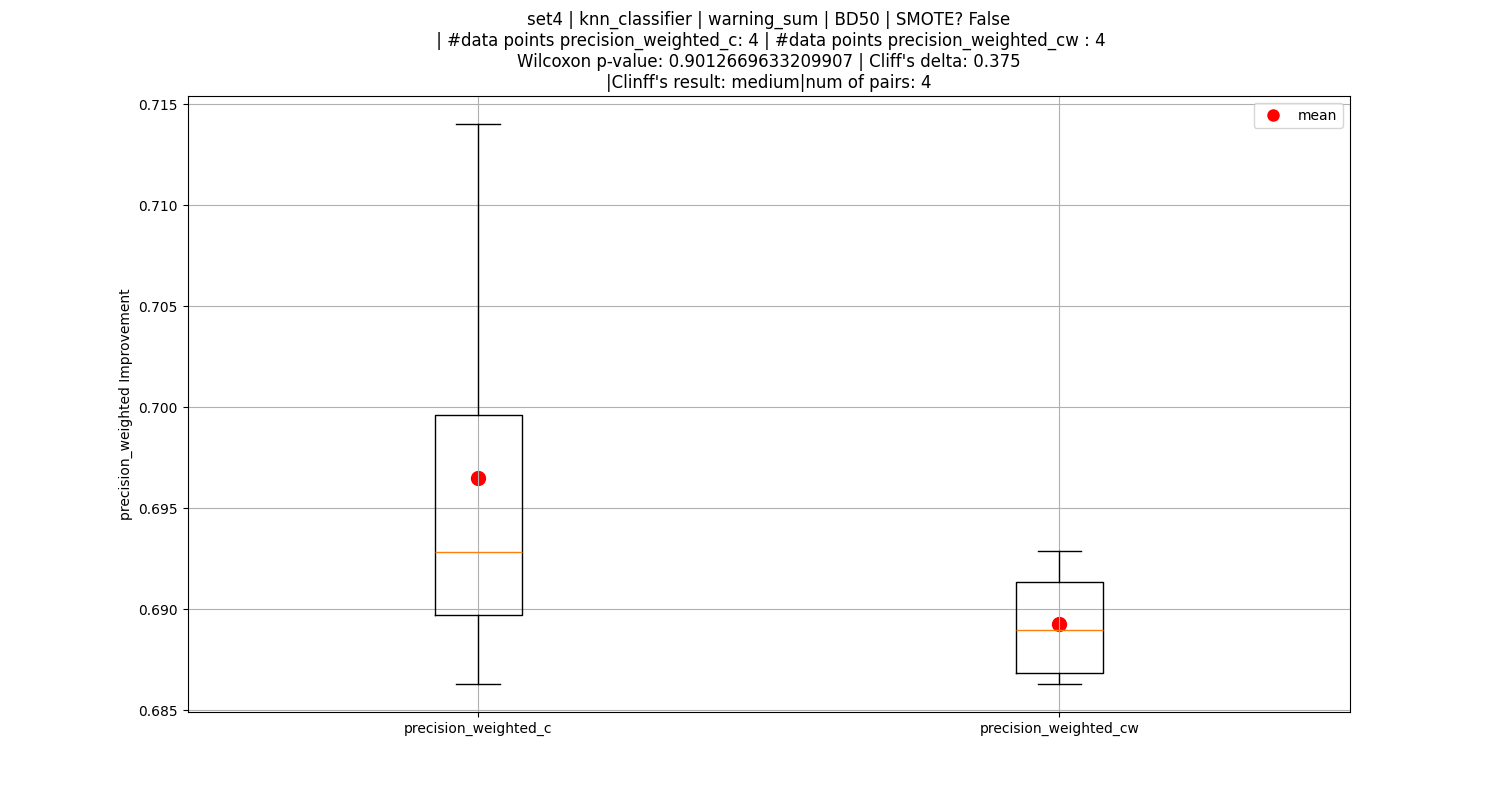 set4 | knn_classifier | warning_sum | BD50 | SMOTE? False
| #data points precision_weighted_c: 4 | #data points precision_weighted_cw : 4
Wilcoxon p-value: 0.9012669633209907 | Cliff's delta: 0.375
|Clinff's result: medium|num of pairs: 4
mean
0.715
0.710
0.705
0.700
0.695
0.690
0.685
precision_weighted Improvement
precision_weighted_c
precision_weighted_cw